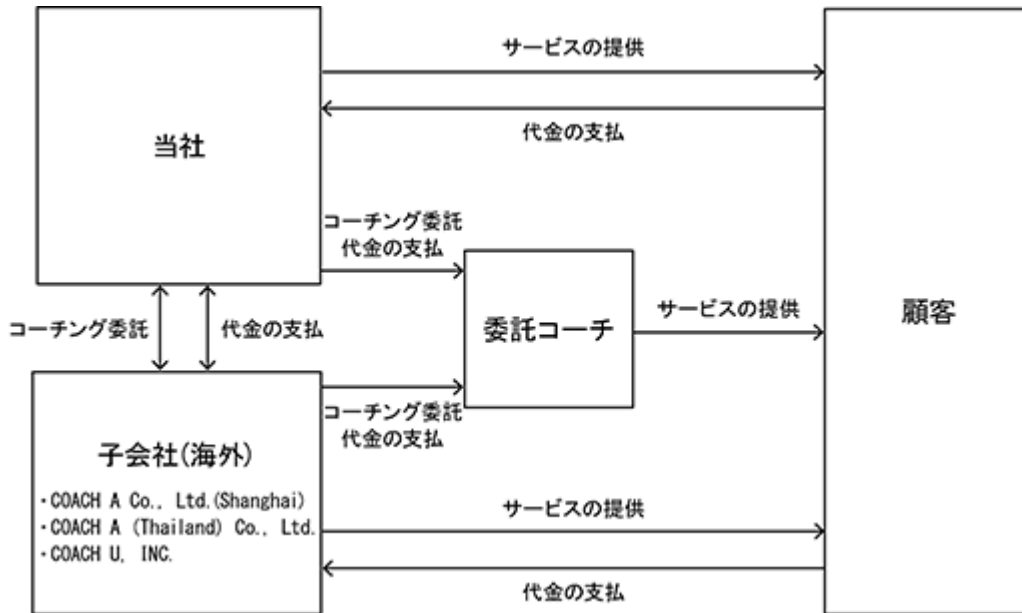 サービスの提供
代金の支払
当社
顧客
コーチング委託
代金の支払
委託コーチ
サービスの提供
コーチング委託
代金の支払
コーチング委託
代金の支払
子会社(海外)
・COACH A Co., Ltd.(Shanghai)
・COACH A (Thailand) Co., Ltd.
・COACH U, INC.
サービスの提供
代金の支払